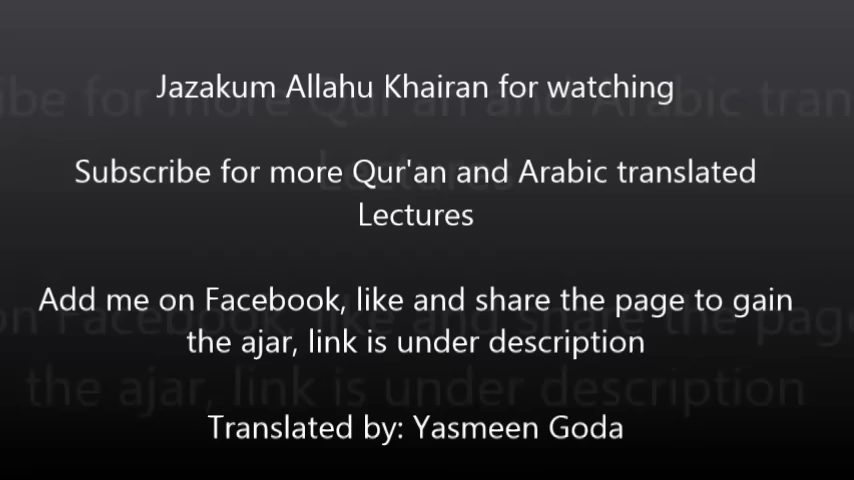 Jazakum Allahu Khairan for watching
Subscribe for more Qur'an and Arabic translated
Lectures
Add me on Facebook, like and share the page to gain
the ajar, link is under description
Translated by: Yasmeen Goda